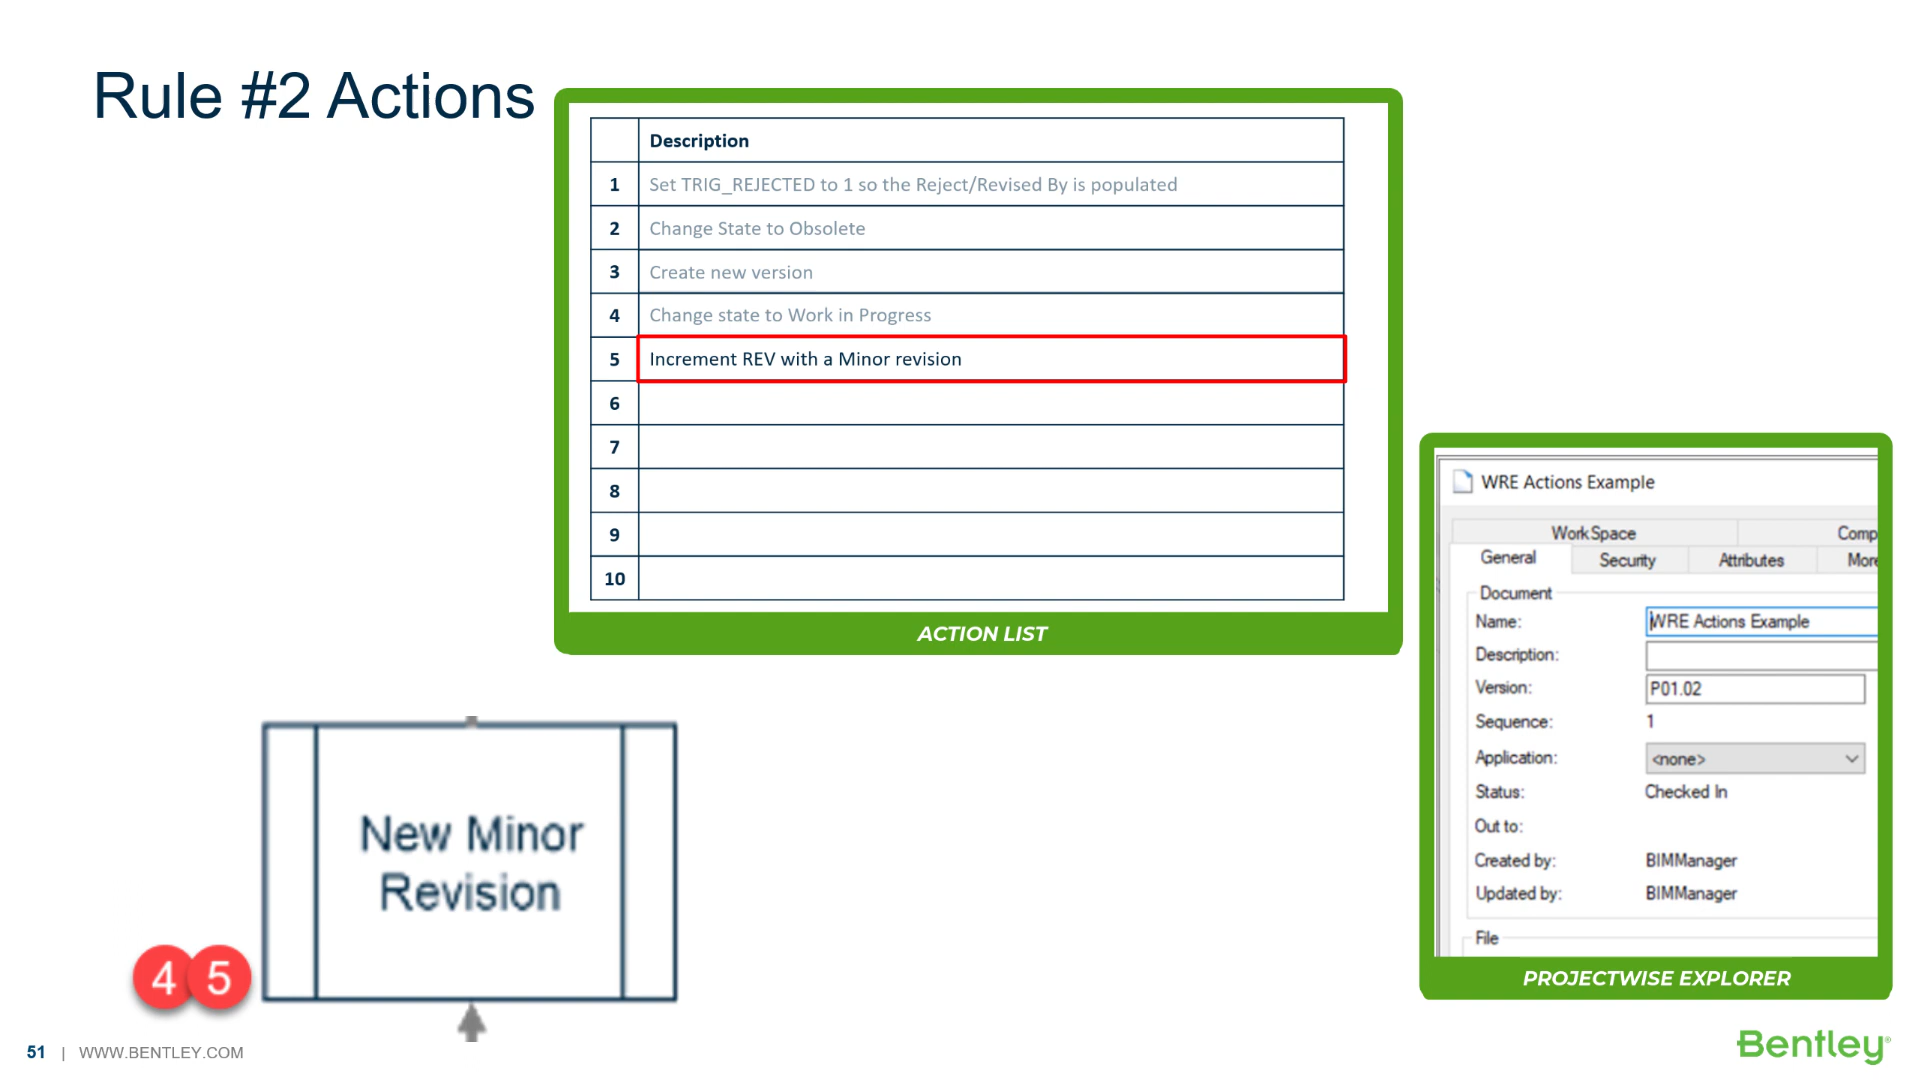 Rule #2 Actions
Description
1 Set TRIG_REJECTED to 1 so the Reject/Revised By is populated
2 Change State to Obsolete
3 Create new version
4 Change state to Work in Progress
5 Increment REV with a Minor revision
6
7
8
9
10
ACTION LIST
WRE Actions Example
WorkSpace Comp
General Security Attributes More
Document
Name: WRE Actions Example
Description:
Version: P01.02
Sequence: 1
Application: <none>
Status: Checked In
Out to:
Created by: BIMManager
Updated by: BIMManager
File
PROJECTWISE EXPLORER
New Minor
Revision
4 5
51 | WWW.BENTLEY.COM
Bentley®